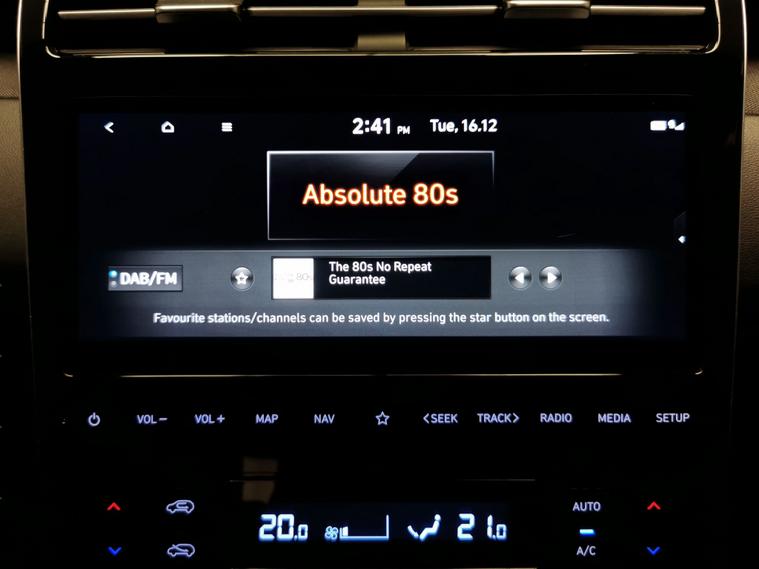 2:41 PM Tue, 16.12
Absolute 80s
DAB/FM
The 80s No Repeat
Guarantee
Favourite stations/channels can be saved by pressing the star button on the screen.
VOL− VOL+ MAP NAV <SEEK TRACK> RADIO MEDIA SETUP
AUTO
20.0 21.0
A/C